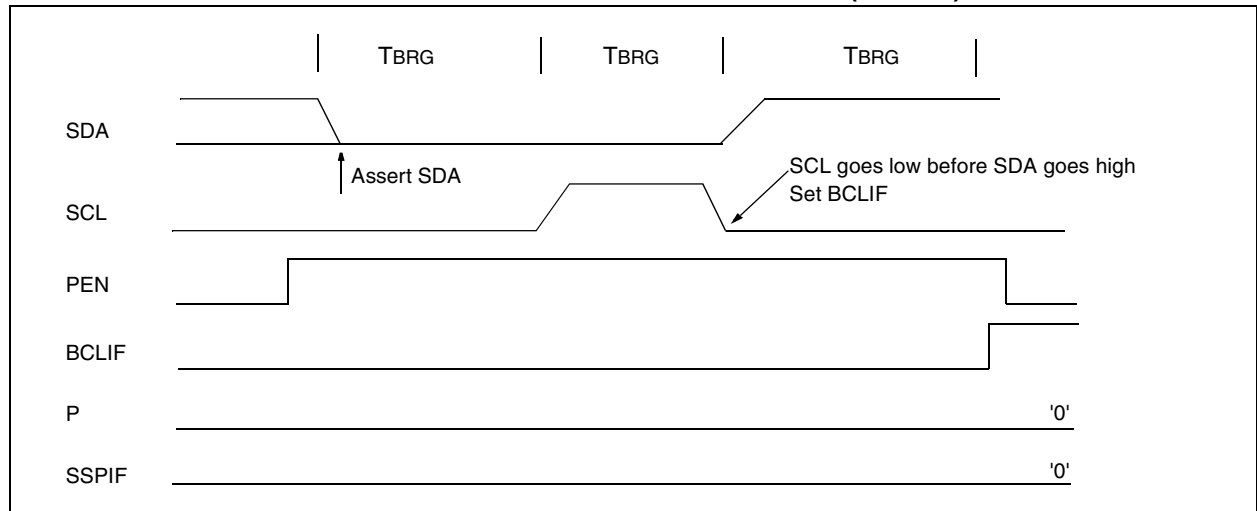 TBRG TBRG TBRG
SDA
Assert SDA
SCL goes low before SDA goes high
Set BCLIF
SCL
PEN
BCLIF
P '0'
SSPIF '0'